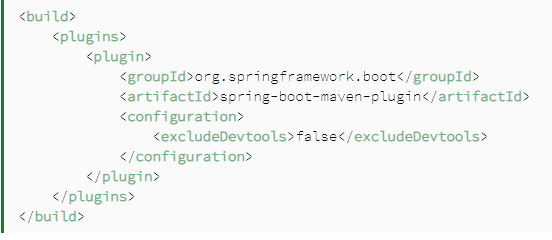 <build>
    <plugins>
        <plugin>
            <groupId>org.springframework.boot</groupId>
            <artifactId>spring-boot-maven-plugin</artifactId>
            <configuration>
                <excludeDevtools>false</excludeDevtools>
            </configuration>
        </plugin>
    </plugins>
</build>